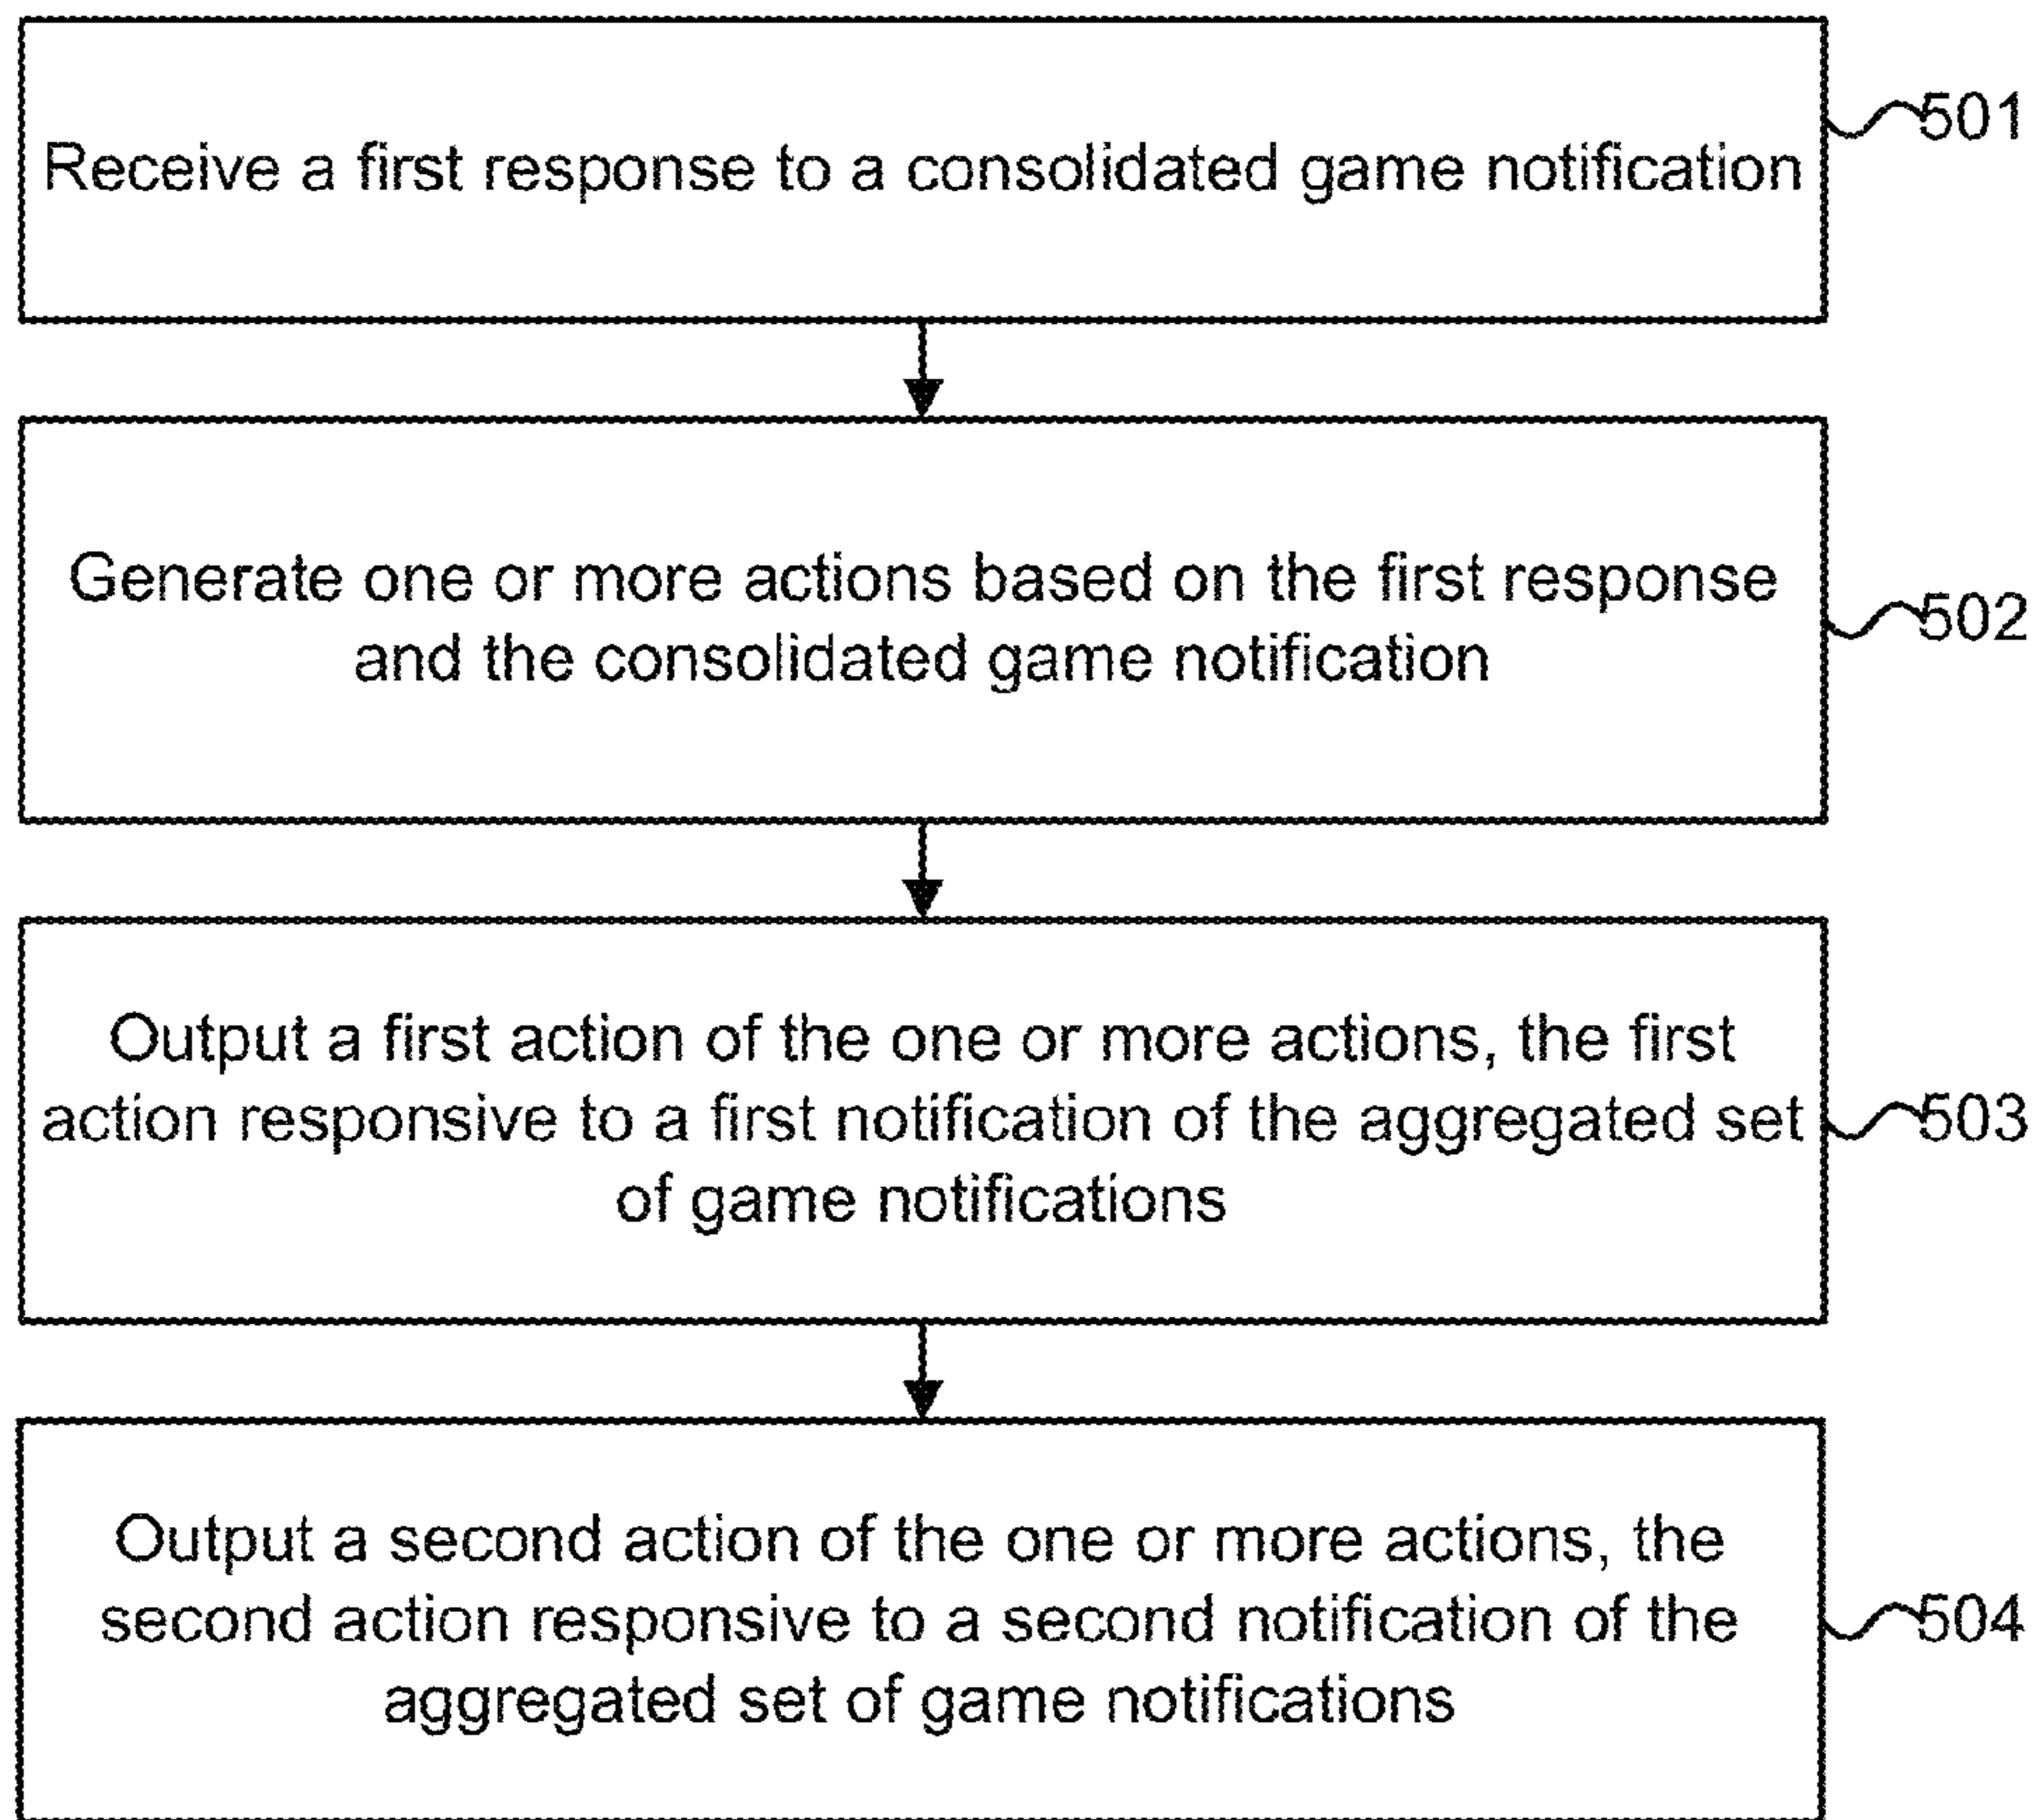 Receive a first response to a consolidated game notification
501
Generate one or more actions based on the first response
and the consolidated game notification
502
Output a first action of the one or more actions, the first
action responsive to a first notification of the aggregated set
of game notifications
503
Output a second action of the one or more actions, the
second action responsive to a second notification of the
aggregated set of game notifications
504